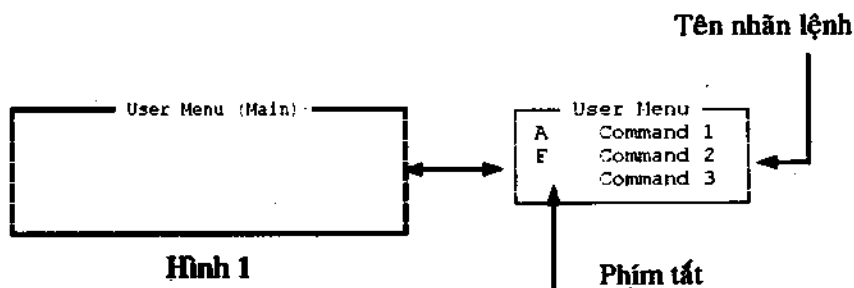 Tên nhãn lệnh
User Menu (Main)
User Menu
A Command 1
F Command 2
Command 3
Hình 1
Phím tắt